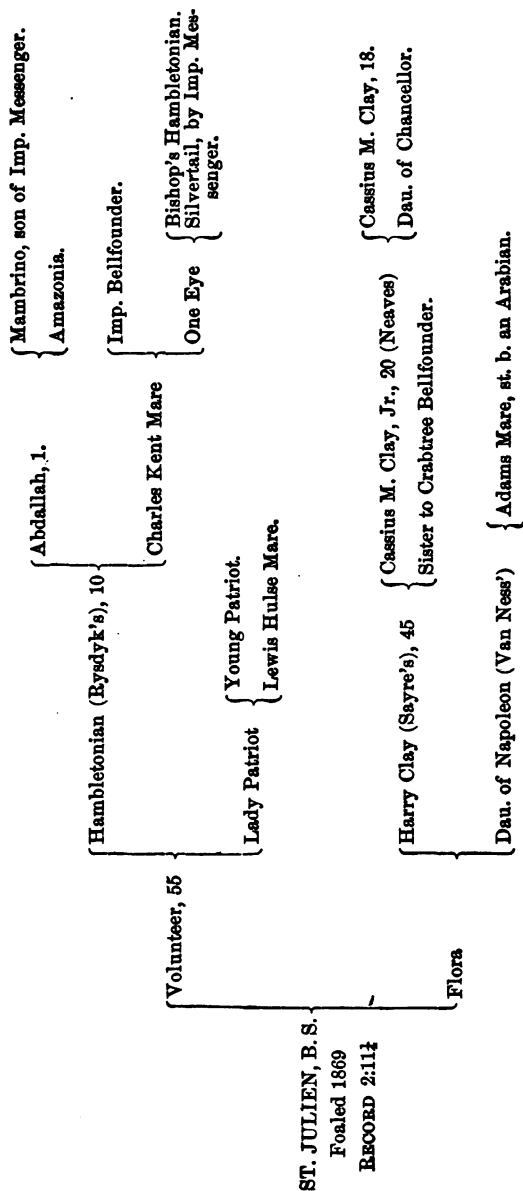 ST. JULIEN, B. S.
Foaled 1869
RECORD 2:11¼
Volunteer, 55
Flora
Hambletonian (Rysdyk's), 10
Lady Patriot
Harry Clay (Sayre's), 45
Dau. of Napoleon (Van Ness')
Abdallah, 1.
Charles Kent Mare
Young Patriot.
Lewis Hulse Mare.
Cassius M. Clay, Jr., 20 (Neaves)
Sister to Crabtree Bellfounder.
Adams Mare, st. b. an Arabian.
Mambrino, son of Imp. Messenger.
Amazonia.
Imp. Bellfounder.
One Eye
Bishop's Hambletonian.
Silvertail, by Imp. Mes-
senger.
Cassius M. Clay, 18.
Dau. of Chancellor.